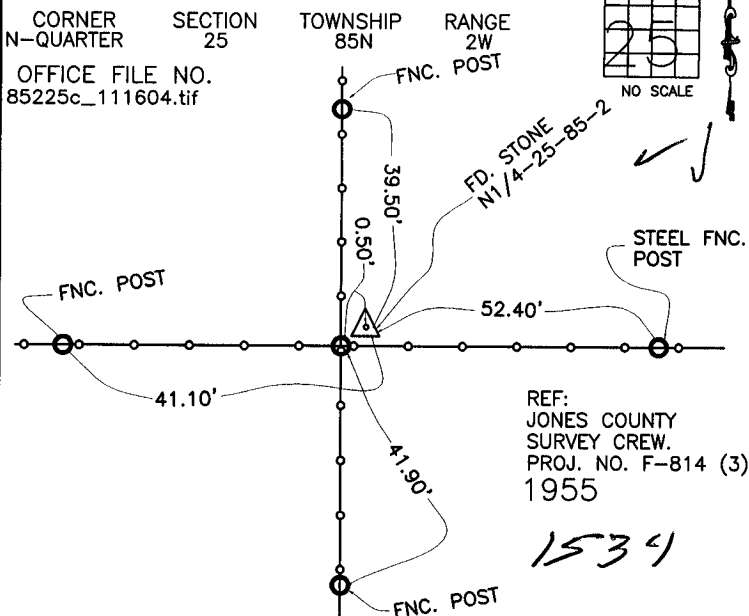 CORNER SECTION TOWNSHIP RANGE
N-QUARTER 25 85N 2W
OFFICE FILE NO.
85225c_111604.tif
25
NO SCALE
FNC. POST
39.50'
0.50'
FD. STONE
N1/4-25-85-2
STEEL FNC.
POST
FNC. POST
52.40'
41.10'
41.90'
REF:
JONES COUNTY
SURVEY CREW.
PROJ. NO. F-814 (3)
1955
1534
FNC. POST